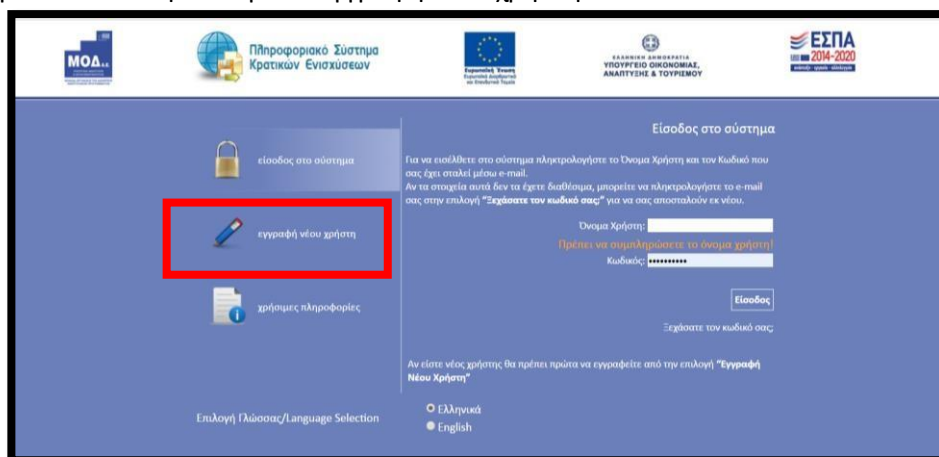 ΜΟΔ Α.Ε.
Πληροφοριακό Σύστημα
Κρατικών Ενισχύσεων
Ευρωπαϊκή Ένωση
ΕΛΛΗΝΙΚΗ ΔΗΜΟΚΡΑΤΙΑ
ΥΠΟΥΡΓΕΙΟ ΟΙΚΟΝΟΜΙΑΣ,
ΑΝΑΠΤΥΞΗΣ & ΤΟΥΡΙΣΜΟΥ
ΕΣΠΑ
2014-2020
Είσοδος στο σύστημα
είσοδος στο σύστημα
εγγραφή νέου χρήστη
χρήσιμες πληροφορίες
Για να εισέλθετε στο σύστημα πληκτρολογήστε το Όνομα Χρήστη και τον Κωδικό που
σας έχει σταλεί μέσω e-mail.
Αν τα στοιχεία αυτά δεν τα έχετε διαθέσιμα, μπορείτε να πληκτρολογήστε το e-mail
σας στην επιλογή "Ξεχάσατε τον κωδικό σας;" για να σας αποσταλούν εκ νέου.
Όνομα Χρήστη:
Πρέπει να συμπληρώσετε το όνομα χρήστη!
Κωδικός: ••••••••••
Είσοδος
Ξεχάσατε τον κωδικό σας;
Αν είστε νέος χρήστης θα πρέπει πρώτα να εγγραφείτε από την επιλογή "Εγγραφή
Νέου Χρήστη"
Επιλογή Γλώσσας/Language Selection
Ελληνικά
English